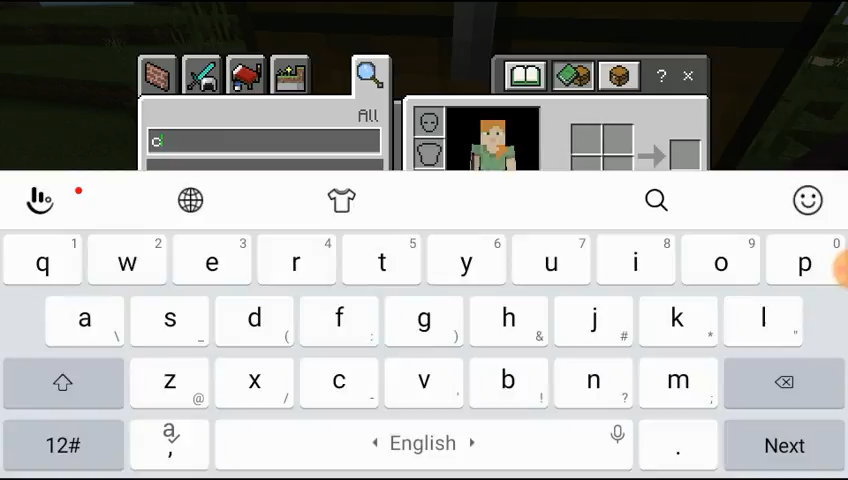 ?
All
c
1 2 3 4 5 6 7 8 9 0
q w e r t y u i o p
a s d f g h j k l
\ _ ( : ) & # * "
z x c v b n m
@ / - ' ! ? ;
12# a , English . Next